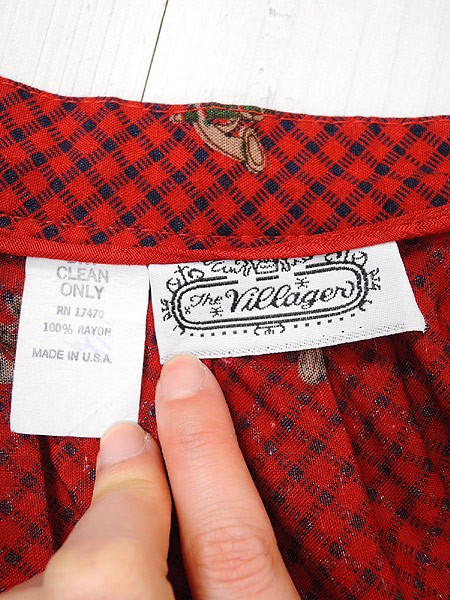 CLEAN
ONLY
RN 17470
100% RAYON
MADE IN U.S.A.
The Villager